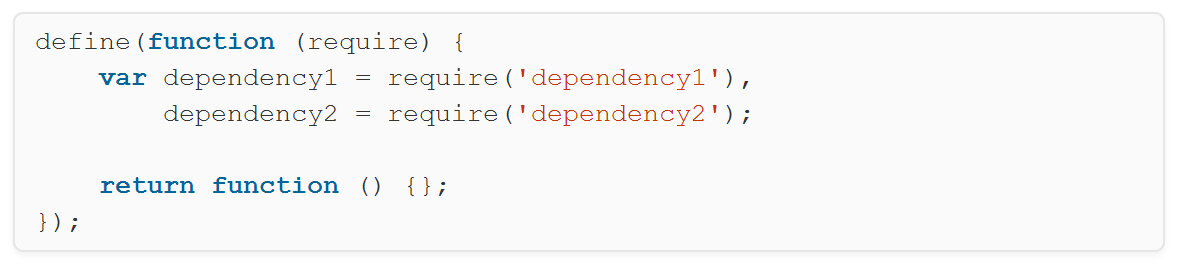 define(function (require) {
    var dependency1 = require('dependency1'),
        dependency2 = require('dependency2');

    return function () {};
});